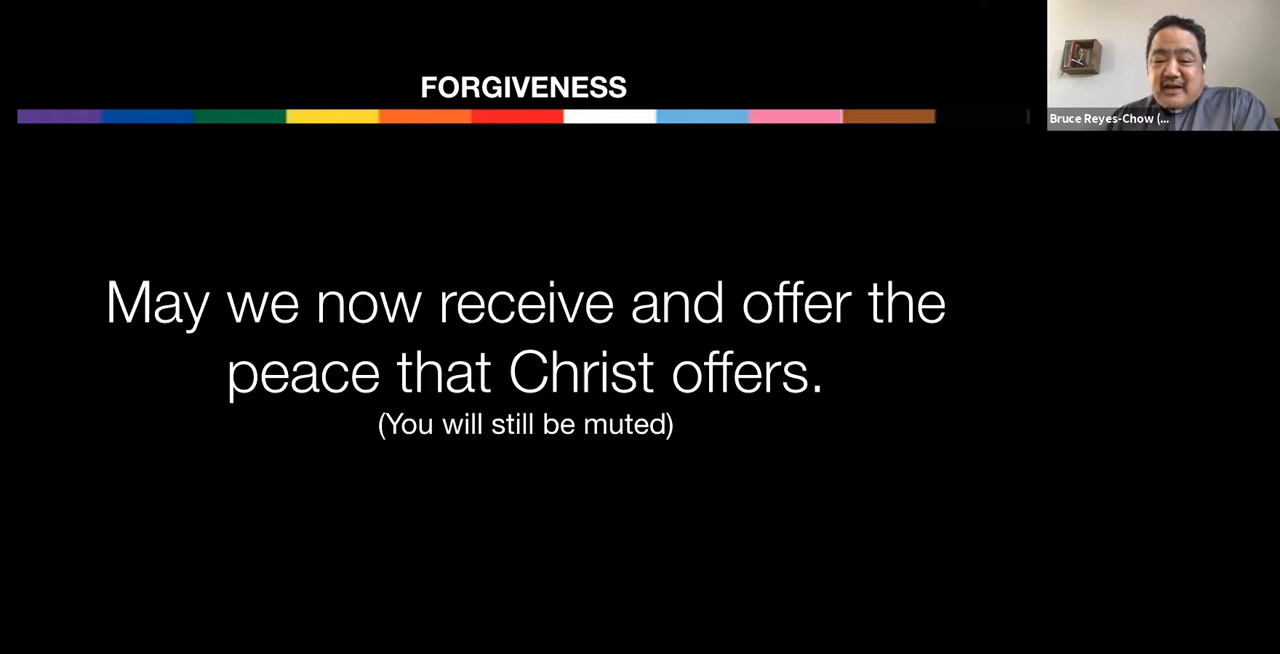 FORGIVENESS
Bruce Reyes-Chow (...
May we now receive and offer the
peace that Christ offers.
(You will still be muted)